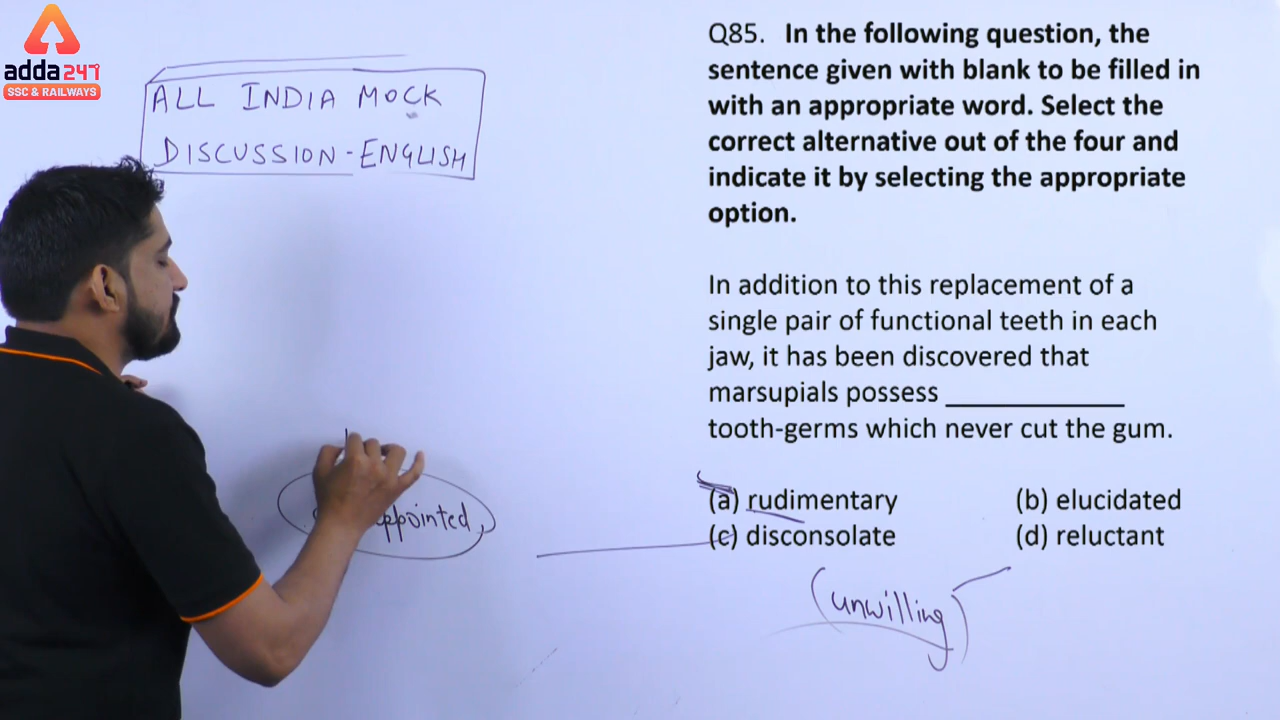 adda247
SSC & RAILWAYS
ALL INDIA MOCK
DISCUSSION-ENGLISH
Q85. In the following question, the
sentence given with blank to be filled in
with an appropriate word. Select the
correct alternative out of the four and
indicate it by selecting the appropriate
option.
In addition to this replacement of a
single pair of functional teeth in each
jaw, it has been discovered that
marsupials possess ____________
tooth-germs which never cut the gum.
(a) rudimentary (b) elucidated
(c) disconsolate (d) reluctant
(unwilling)